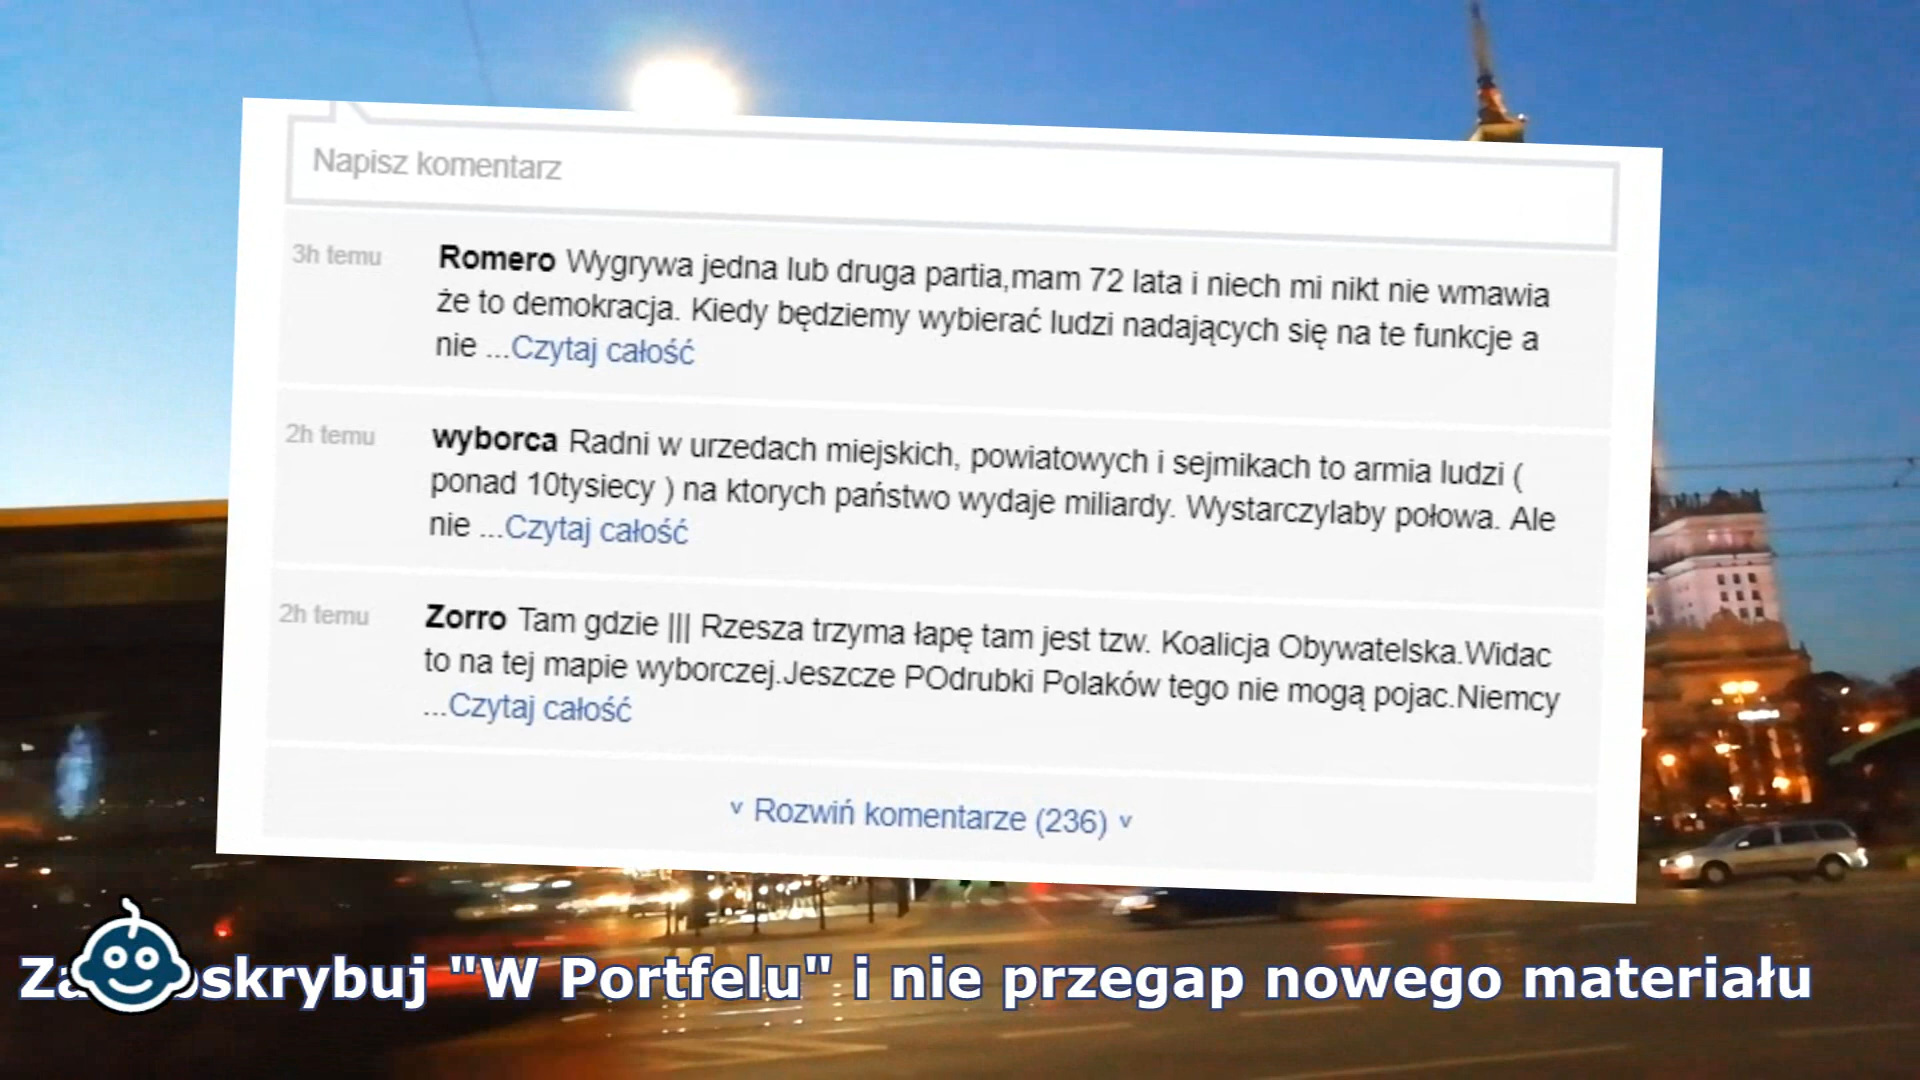 Napisz komentarz
3h temu
Romero Wygrywa jedna lub druga partia,mam 72 lata i niech mi nikt nie wmawia
że to demokracja. Kiedy będziemy wybierać ludzi nadających się na te funkcje a
nie ...Czytaj całość
2h temu
wyborca Radni w urzedach miejskich, powiatowych i sejmikach to armia ludzi (
ponad 10tysiecy ) na ktorych państwo wydaje miliardy. Wystarczylaby połowa. Ale
nie ...Czytaj całość
2h temu
Zorro Tam gdzie ||| Rzesza trzyma łapę tam jest tzw. Koalicja Obywatelska.Widac
to na tej mapie wyborczej.Jeszcze POdrubki Polaków tego nie mogą pojac.Niemcy
...Czytaj całość
˅ Rozwiń komentarze (236) ˅
"W Portfelu" i nie przegap nowego materiału